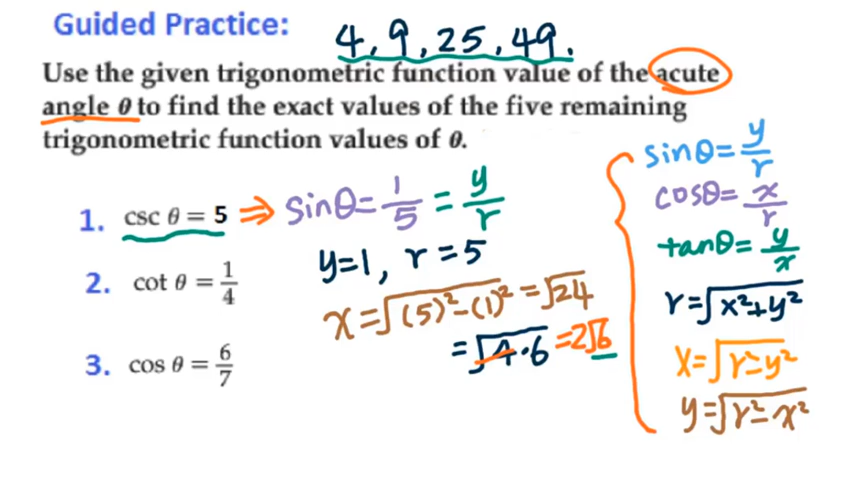 Guided Practice:
4, 9, 25, 49.
Use the given trigonometric function value of the acute
angle θ to find the exact values of the five remaining
trigonometric function values of θ.
1. csc θ = 5 ⇒ sinθ = 1/5 = y/r
y=1, r=5
x=√(5)²-(1)² = √24
=√4·6 =2√6
2. cot θ = 1/4
3. cos θ = 6/7
sinθ= y/r
cosθ= x/r
tanθ= y/x
r=√x²+y²
x=√r²-y²
y=√r²-x²